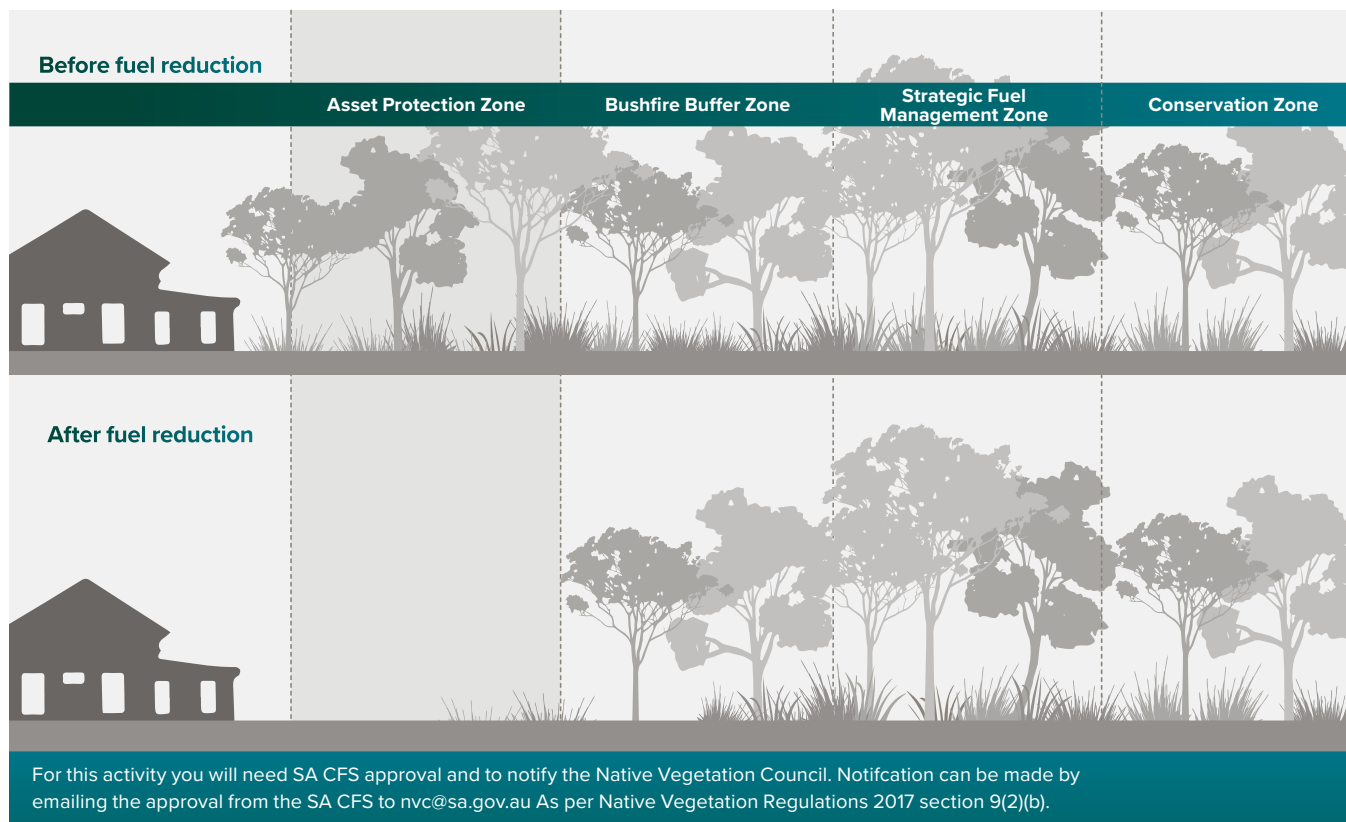 Before fuel reduction
Asset Protection Zone
Bushfire Buffer Zone
Strategic Fuel
Management Zone
Conservation Zone
After fuel reduction
For this activity you will need SA CFS approval and to notify the Native Vegetation Council. Notifcation can be made by
emailing the approval from the SA CFS to nvc@sa.gov.au As per Native Vegetation Regulations 2017 section 9(2)(b).